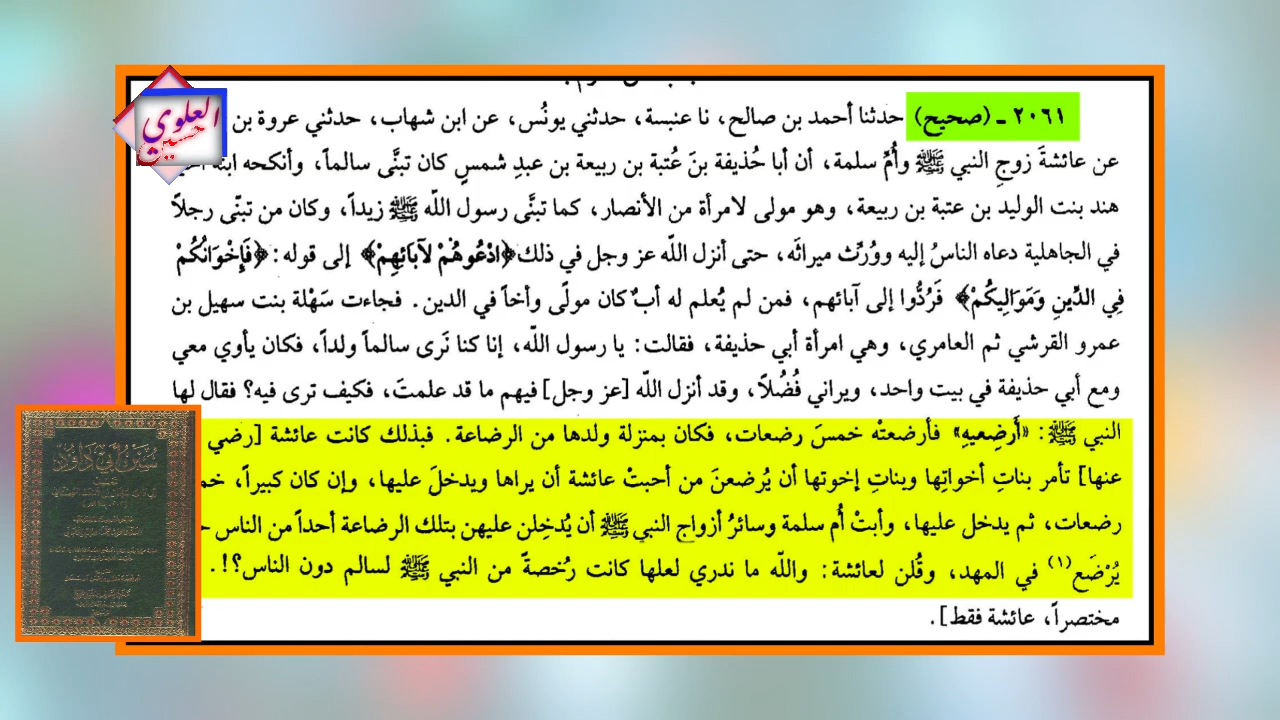 ٢٠٦١ ـ (صحيح) حدثنا أحمد بن صالح، نا عنبسة، حدثني يونُس، عن ابن شهاب، حدثني عروة بن
عن عائشةَ زوجِ النبي ﷺ وأُمِّ سلمة، أن أبا حُذيفة بنَ عُتبة بن ربيعة بن عبدِ شمسٍ كان تبنَّى سالماً، وأنكحه ابنة
هند بنت الوليد بن عتبة بن ربيعة، وهو مولى لامرأة من الأنصار، كما تبنَّى رسول اللّه ﷺ زيداً، وكان من تبنّى رجلاً
في الجاهلية دعاه الناسُ إليه ووُرِّث ميراثَه، حتى أنزل اللّه عز وجل في ذلك ﴿ادْعُوهُمْ لآبَائِهِمْ﴾ إلى قوله: ﴿فَإِخْوَانُكُمْ
فِي الدِّينِ وَمَوَالِيكُمْ﴾ فَرُدُّوا إلى آبائهم، فمن لم يُعلم له أبٌ كان مولًى وأخاً في الدين. فجاءت سَهْلة بنت سهيل بن
عمرو القرشي ثم العامري، وهي امرأة أبي حذيفة، فقالت: يا رسول اللّه، إنا كنا نَرى سالماً ولداً، فكان يأوي معي
ومع أبي حذيفة في بيت واحد، ويراني فُضُلاً، وقد أنزل اللّه [عز وجل] فيهم ما قد علمتَ، فكيف ترى فيه؟ فقال لها
النبي ﷺ: «أَرضِعيهِ» فأرضعتْه خمسَ رضعات، فكان بمنزلة ولدها من الرضاعة. فبذلك كانت عائشة [رضي
عنها] تأمر بناتِ أخواتِها وبناتِ إخوتها أن يُرضعنَ من أحبتْ عائشة أن يراها ويدخلَ عليها، وإن كان كبيراً،
رضعات، ثم يدخل عليها، وأبتْ أُم سلمة وسائرُ أزواج النبي ﷺ أن يُدخِلن عليهن بتلك الرضاعة أحداً من الناس
يُرْضَع(١) في المهد، وقُلن لعائشة: واللّه ما ندري لعلها كانت رُخصةً من النبي ﷺ لسالم دون الناس؟!.
مختصراً، عائشة فقط].
العلوي
حسين
سنن أبي داود